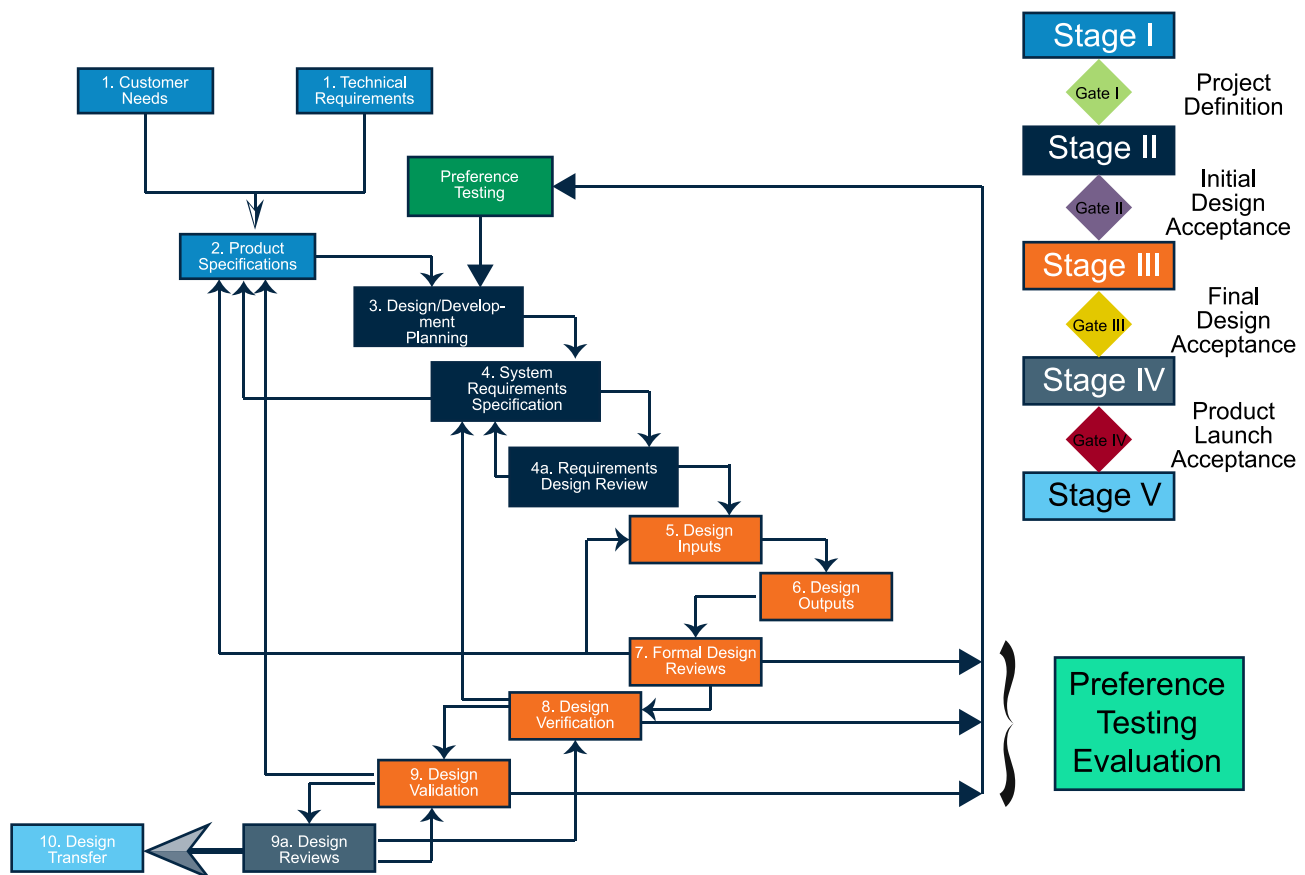 1. Customer
Needs
1. Technical
Requirements
Preference
Testing
2. Product
Specifications
3. Design/Develop-
ment
Planning
4. System
Requirements
Specification
4a. Requirements
Design Review
5. Design
Inputs
6. Design
Outputs
7. Formal Design
Reviews
8. Design
Verification
9. Design
Validation
9a. Design
Reviews
10. Design
Transfer
Stage I
Gate I
Project
Definition
Stage II
Gate II
Initial
Design
Acceptance
Stage III
Gate III
Final
Design
Acceptance
Stage IV
Gate IV
Product
Launch
Acceptance
Stage V
Preference
Testing
Evaluation